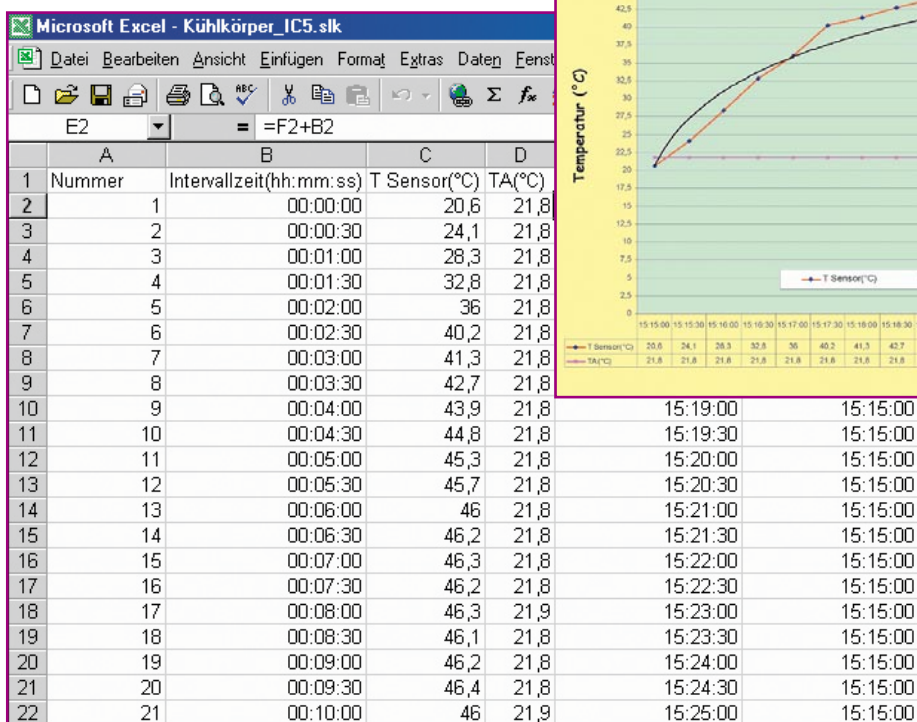 Microsoft Excel - Kühlkörper_IC5.slk
Datei Bearbeiten Ansicht Einfügen Format Extras Daten Fenst
E2 = =F2+B2
A B C D
1 Nummer Intervallzeit(hh:mm:ss) T Sensor(°C) TA(°C)
2 1 00:00:00 20,6 21,8
3 2 00:00:30 24,1 21,8
4 3 00:01:00 28,3 21,8
5 4 00:01:30 32,8 21,8
6 5 00:02:00 36 21,8
7 6 00:02:30 40,2 21,8
8 7 00:03:00 41,3 21,8
9 8 00:03:30 42,7 21,8
10 9 00:04:00 43,9 21,8 15:19:00 15:15:00
11 10 00:04:30 44,8 21,8 15:19:30 15:15:00
12 11 00:05:00 45,3 21,8 15:20:00 15:15:00
13 12 00:05:30 45,7 21,8 15:20:30 15:15:00
14 13 00:06:00 46 21,8 15:21:00 15:15:00
15 14 00:06:30 46,2 21,8 15:21:30 15:15:00
16 15 00:07:00 46,3 21,8 15:22:00 15:15:00
17 16 00:07:30 46,2 21,8 15:22:30 15:15:00
18 17 00:08:00 46,3 21,9 15:23:00 15:15:00
19 18 00:08:30 46,1 21,8 15:23:30 15:15:00
20 19 00:09:00 46,2 21,8 15:24:00 15:15:00
21 20 00:09:30 46,4 21,8 15:24:30 15:15:00
22 21 00:10:00 46 21,9 15:25:00 15:15:00
Temperatur (°C)
42,5
40
37,5
35
32,5
30
27,5
25
22,5
20
17,5
15
12,5
10
7,5
5
2,5
0
T Sensor(°C)
15:15:00 15:15:30 15:16:00 15:16:30 15:17:00 15:17:30 15:18:00 15:18:30
T Sensor(°C) 20,6 24,1 28,3 32,8 36 40,2 41,3 42,7
TA(°C) 21,8 21,8 21,8 21,8 21,8 21,8 21,8 21,8